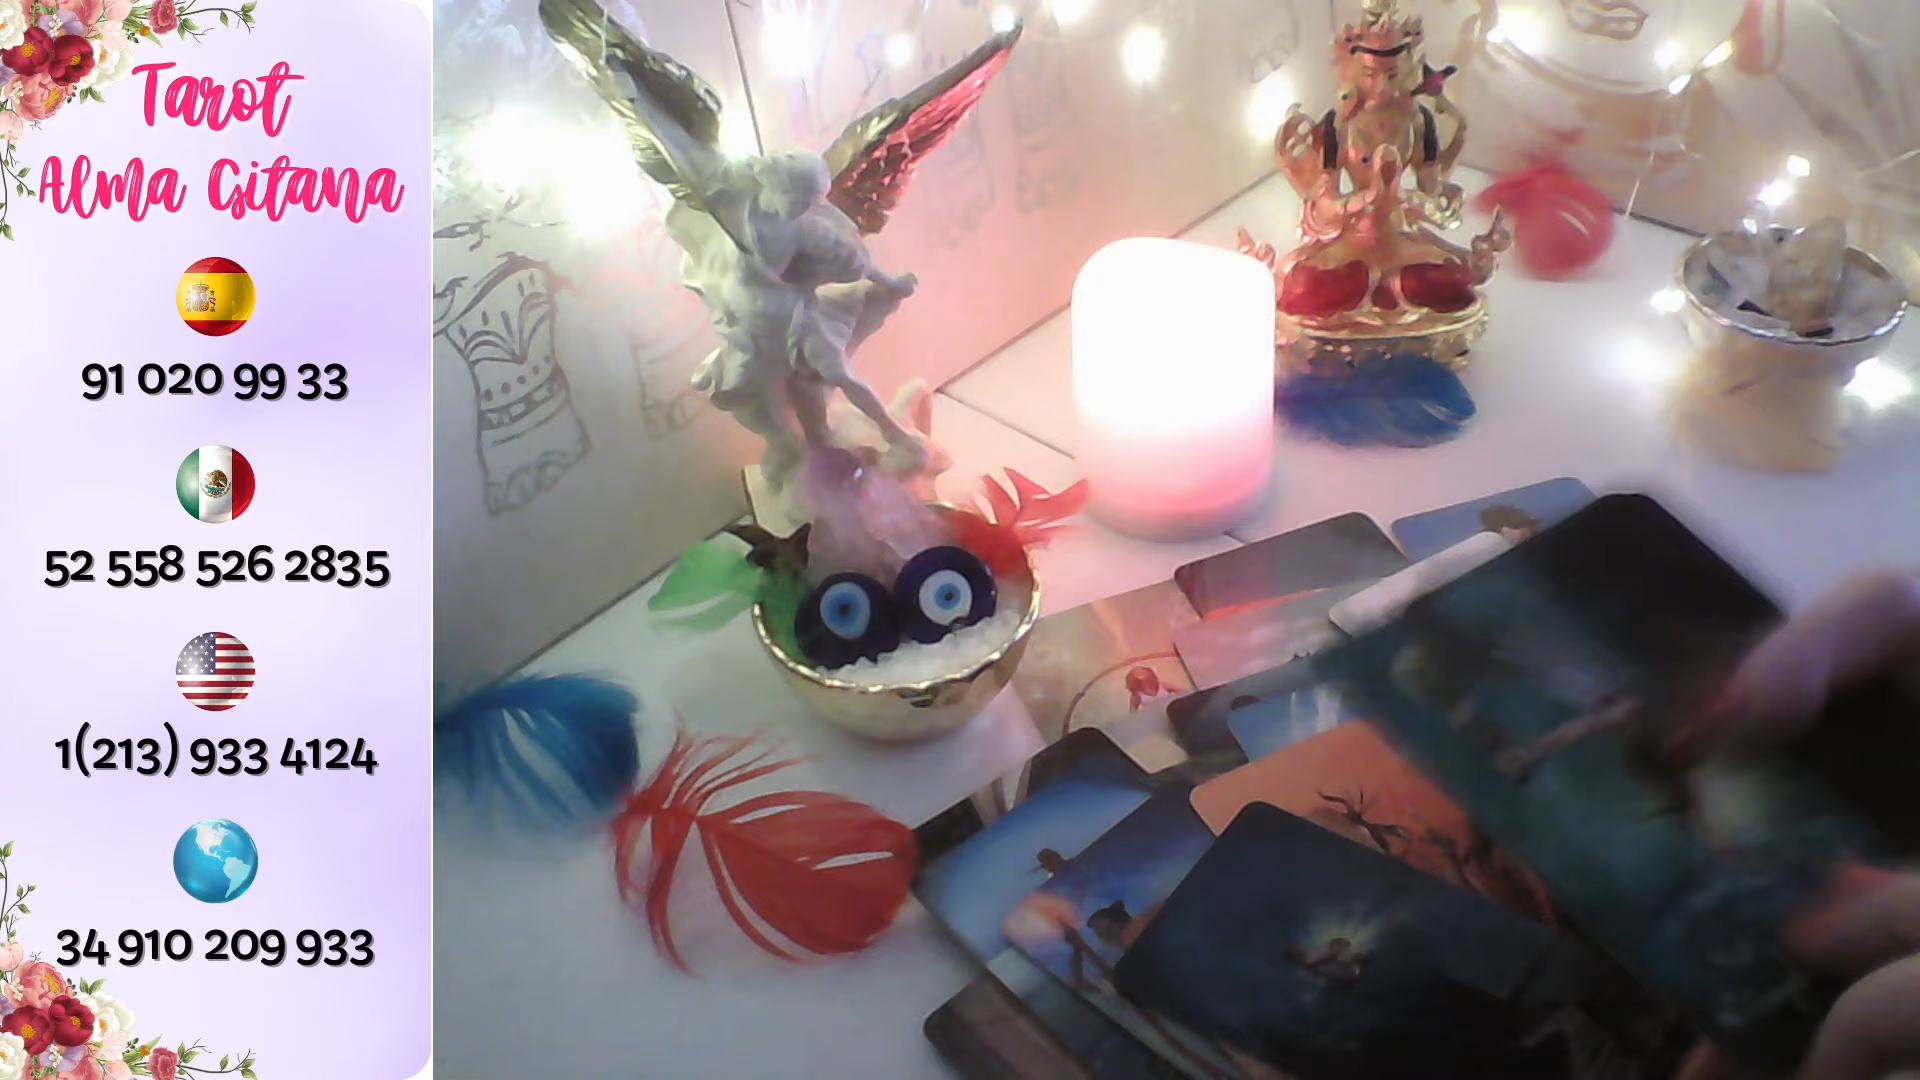 Tarot
Alma Gitana
91 020 99 33
52 558 526 2835
1(213) 933 4124
34 910 209 933